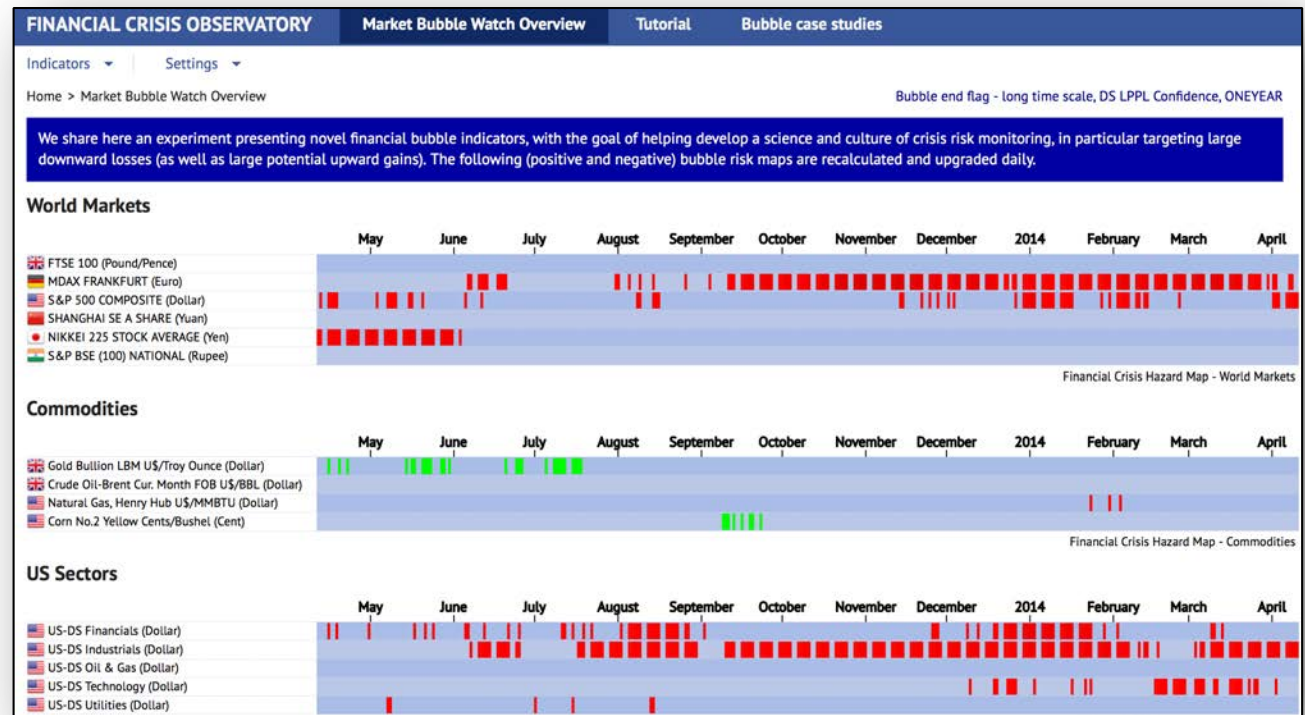 FINANCIAL CRISIS OBSERVATORY Market Bubble Watch Overview Tutorial Bubble case studies
Indicators Settings
Home > Market Bubble Watch Overview Bubble end flag - long time scale, DS LPPL Confidence, ONEYEAR
We share here an experiment presenting novel financial bubble indicators, with the goal of helping develop a science and culture of crisis risk monitoring, in particular targeting large
downward losses (as well as large potential upward gains). The following (positive and negative) bubble risk maps are recalculated and upgraded daily.
World Markets
May June July August September October November December 2014 February March April
FTSE 100 (Pound/Pence)
MDAX FRANKFURT (Euro)
S&P 500 COMPOSITE (Dollar)
SHANGHAI SE A SHARE (Yuan)
NIKKEI 225 STOCK AVERAGE (Yen)
S&P BSE (100) NATIONAL (Rupee)
Financial Crisis Hazard Map - World Markets
Commodities
May June July August September October November December 2014 February March April
Gold Bullion LBM U$/Troy Ounce (Dollar)
Crude Oil-Brent Cur. Month FOB U$/BBL (Dollar)
Natural Gas, Henry Hub U$/MMBTU (Dollar)
Corn No.2 Yellow Cents/Bushel (Cent)
Financial Crisis Hazard Map - Commodities
US Sectors
May June July August September October November December 2014 February March April
US-DS Financials (Dollar)
US-DS Industrials (Dollar)
US-DS Oil & Gas (Dollar)
US-DS Technology (Dollar)
US-DS Utilities (Dollar)